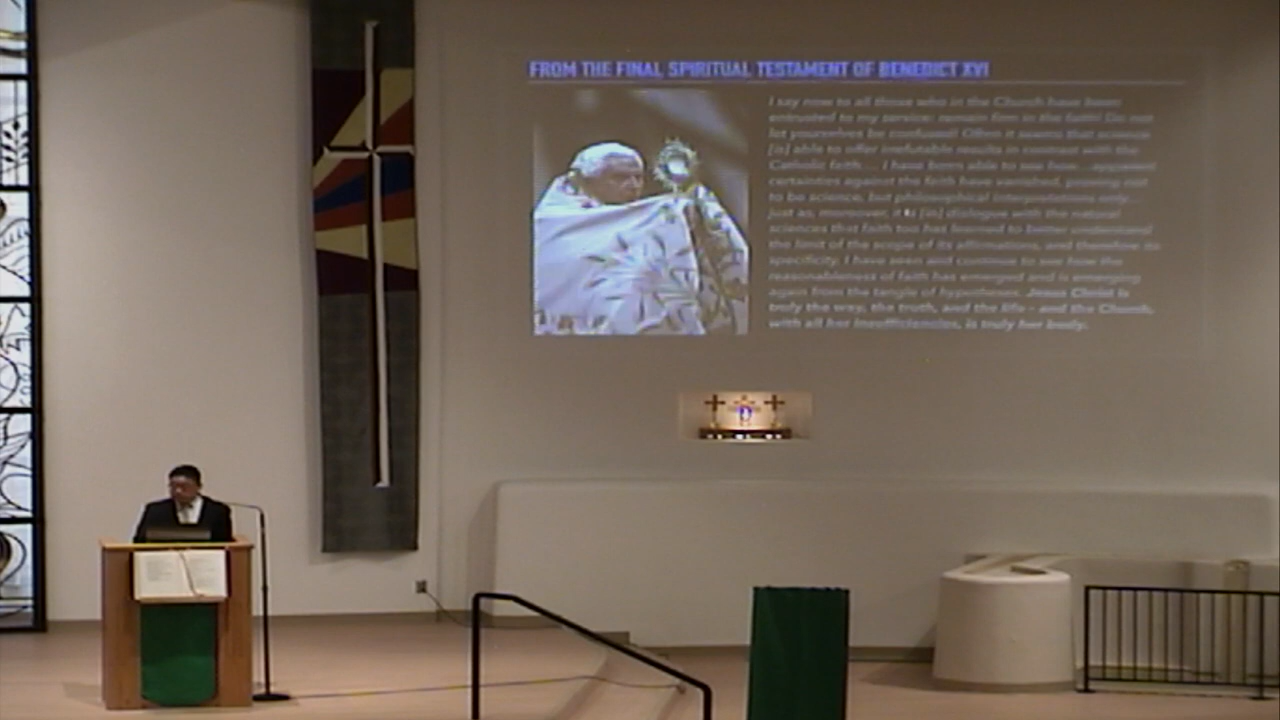 FROM THE FINAL SPIRITUAL TESTAMENT OF BENEDICT XVI
I say now to all those who in the Church have been
entrusted to my service: remain firm in the faith! Do not
let yourselves be confused! Often it seems that science
[is] able to offer irrefutable results in contrast with the
Catholic faith ... I have been able to see how apparent
certainties against the faith have vanished, proving not
to be science, but philosophical interpretations only
just as, moreover, it is [in] dialogue with the natural
sciences that faith too has learned to better understand
the limit of the scope of its affirmations, and therefore its
specificity. I have seen and continue to see how the
reasonableness of faith has emerged and is emerging
again from the tangle of hypotheses. Jesus Christ is
truly the way, the truth, and the life - and the Church,
with all her insufficiencies, is truly her body.